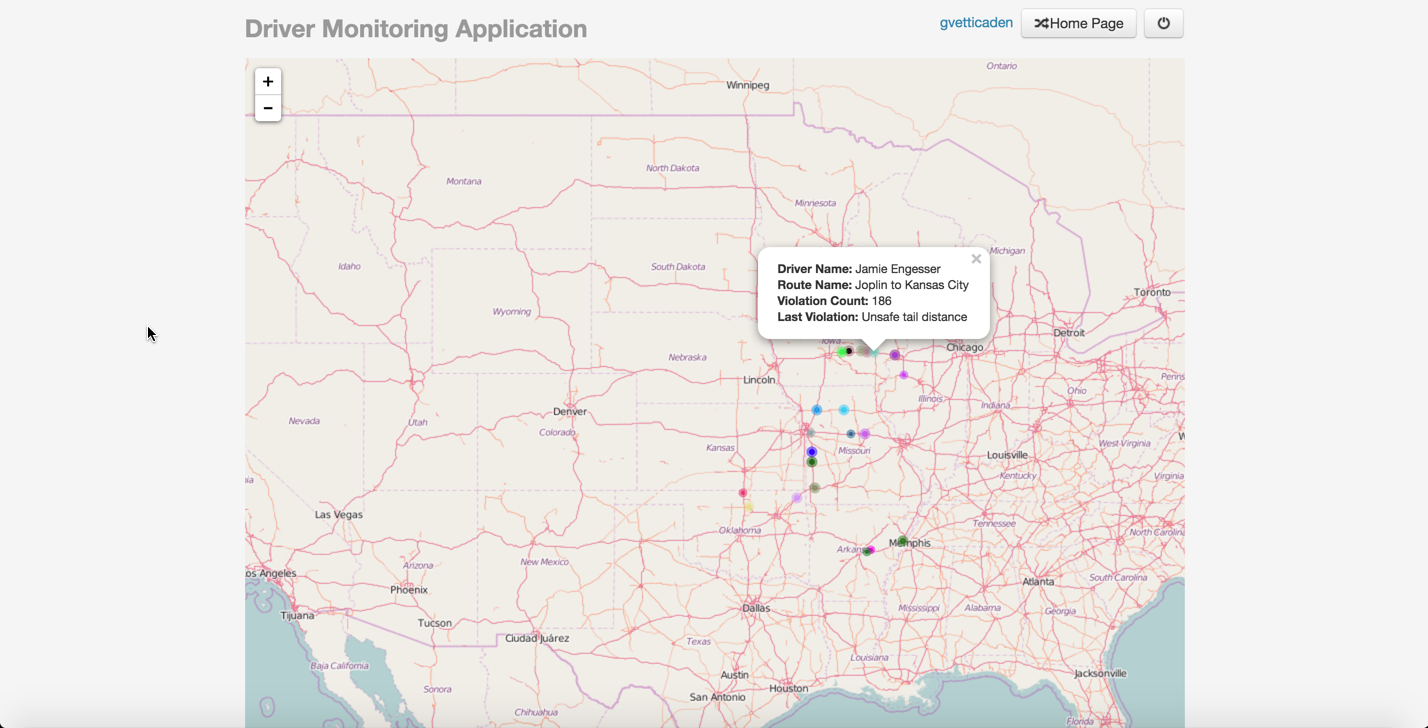 Driver Monitoring Application
gvetticaden
Home Page
+
−
Ontario
Winnipeg
North Dakota
Montana
Minnesota
Michigan
Driver Name: Jamie Engesser
Route Name: Joplin to Kansas City
Violation Count: 186
Last Violation: Unsafe tail distance
×
Idaho
South Dakota
Toronto
Wyoming
Detroit
Iowa
Chicago
Nebraska
Lincoln
Penns
Ohio
Illinois
Indiana
Denver
Nevada
Utah
Colorado
W
West Virginia
Kansas
Missouri
Louisville
Kentucky
Virginia
ia
Las Vegas
Tennessee
Oklahoma
North Carolina
Memphis
Arkans
New Mexico
Arizona
os Angeles
South Carolina
Atlanta
Phoenix
Tijuana
Dallas
Mississippi
Alabama
Georgia
Tucson
Ciudad Juárez
Texas
Louisiana
Baja California
Austin
Jacksonville
Sonora
San Antonio
Houston
Chihuahua
Florida